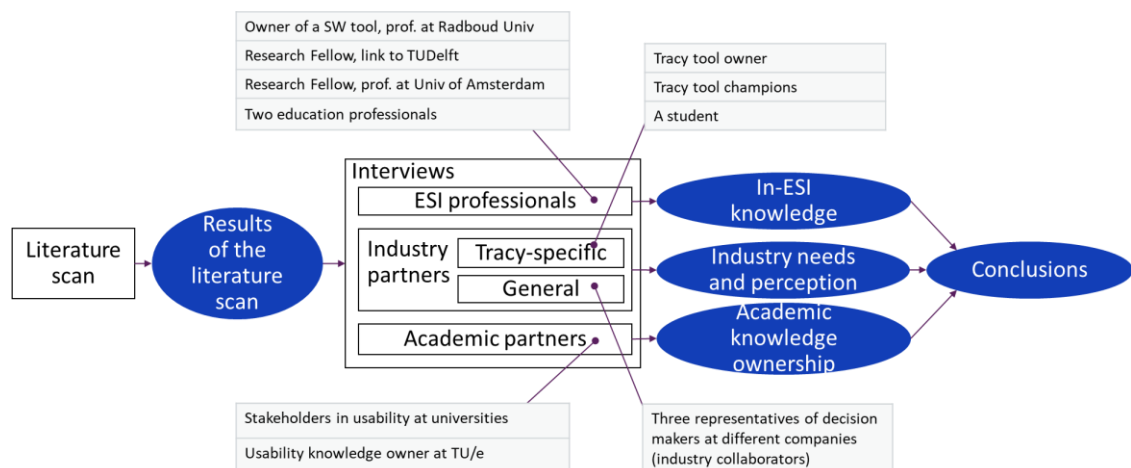 Owner of a SW tool, prof. at Radboud Univ
Research Fellow, link to TUDelft
Research Fellow, prof. at Univ of Amsterdam
Two education professionals
Tracy tool owner
Tracy tool champions
A student
Literature
scan
Results
of the
literature
scan
Interviews
ESI professionals
Industry
partners
Tracy-specific
General
Academic partners
In-ESI
knowledge
Industry needs
and perception
Academic
knowledge
ownership
Conclusions
Stakeholders in usability at universities
Usability knowledge owner at TU/e
Three representatives of decision
makers at different companies
(industry collaborators)